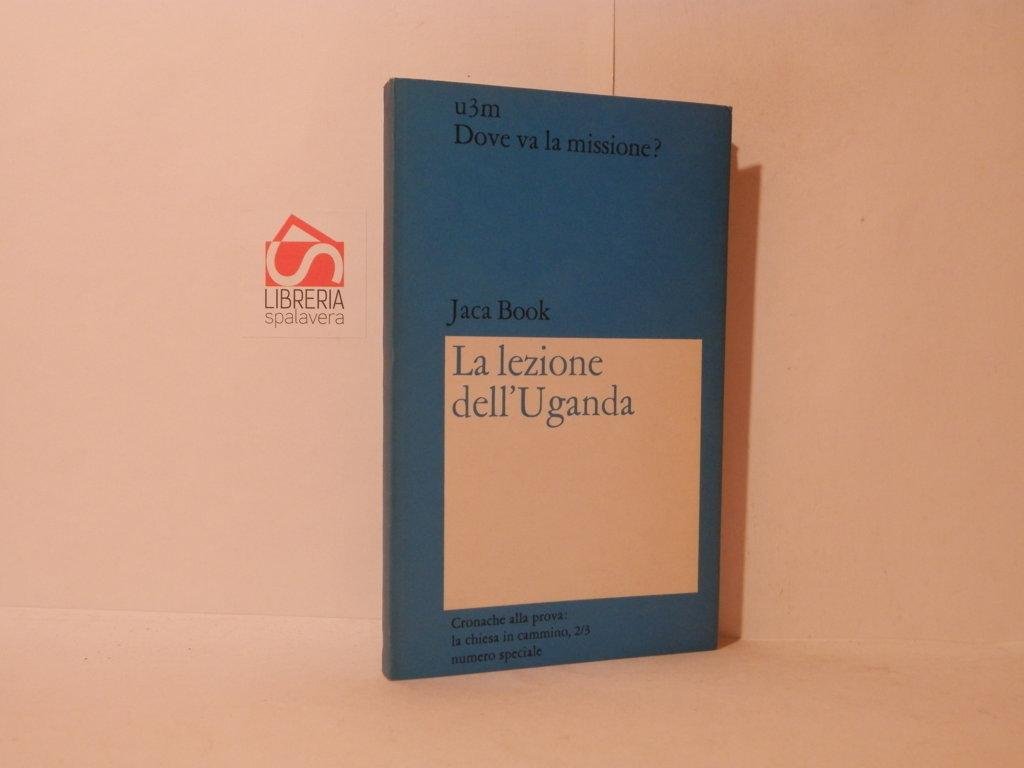 u3m
Dove va la missione?
Jaca Book
La lezione
dell'Uganda
Cronache alla prova:
la chiesa in cammino, 2/3
numero speciale
LIBRERIA
spalavera